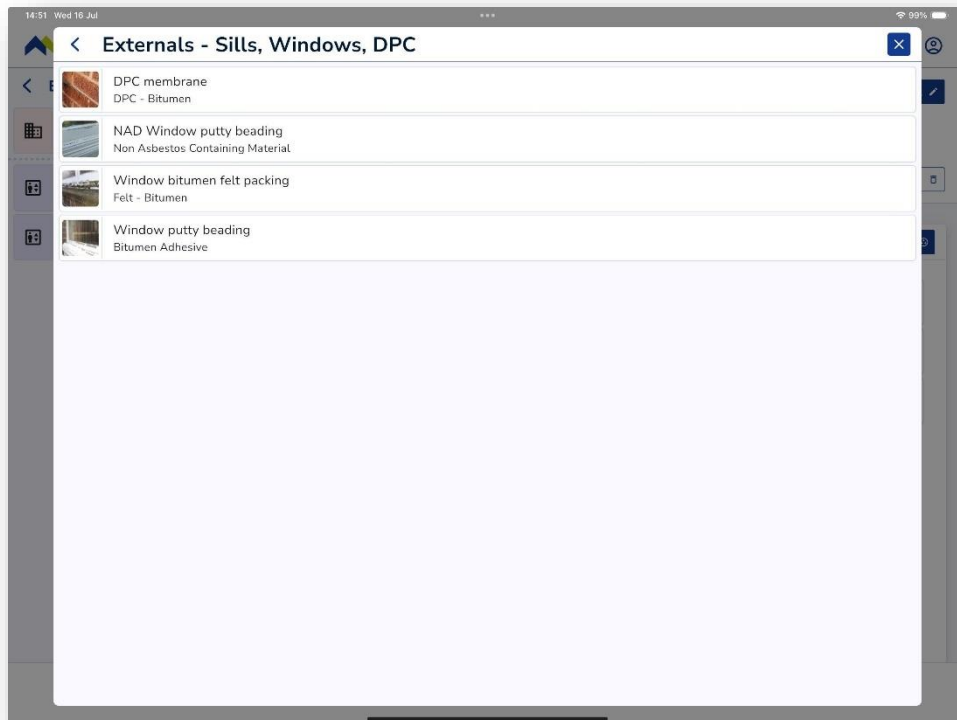 14:51 Wed 16 Jul
99%
Externals - Sills, Windows, DPC
DPC membrane
DPC - Bitumen
NAD Window putty beading
Non Asbestos Containing Material
Window bitumen felt packing
Felt - Bitumen
Window putty beading
Bitumen Adhesive